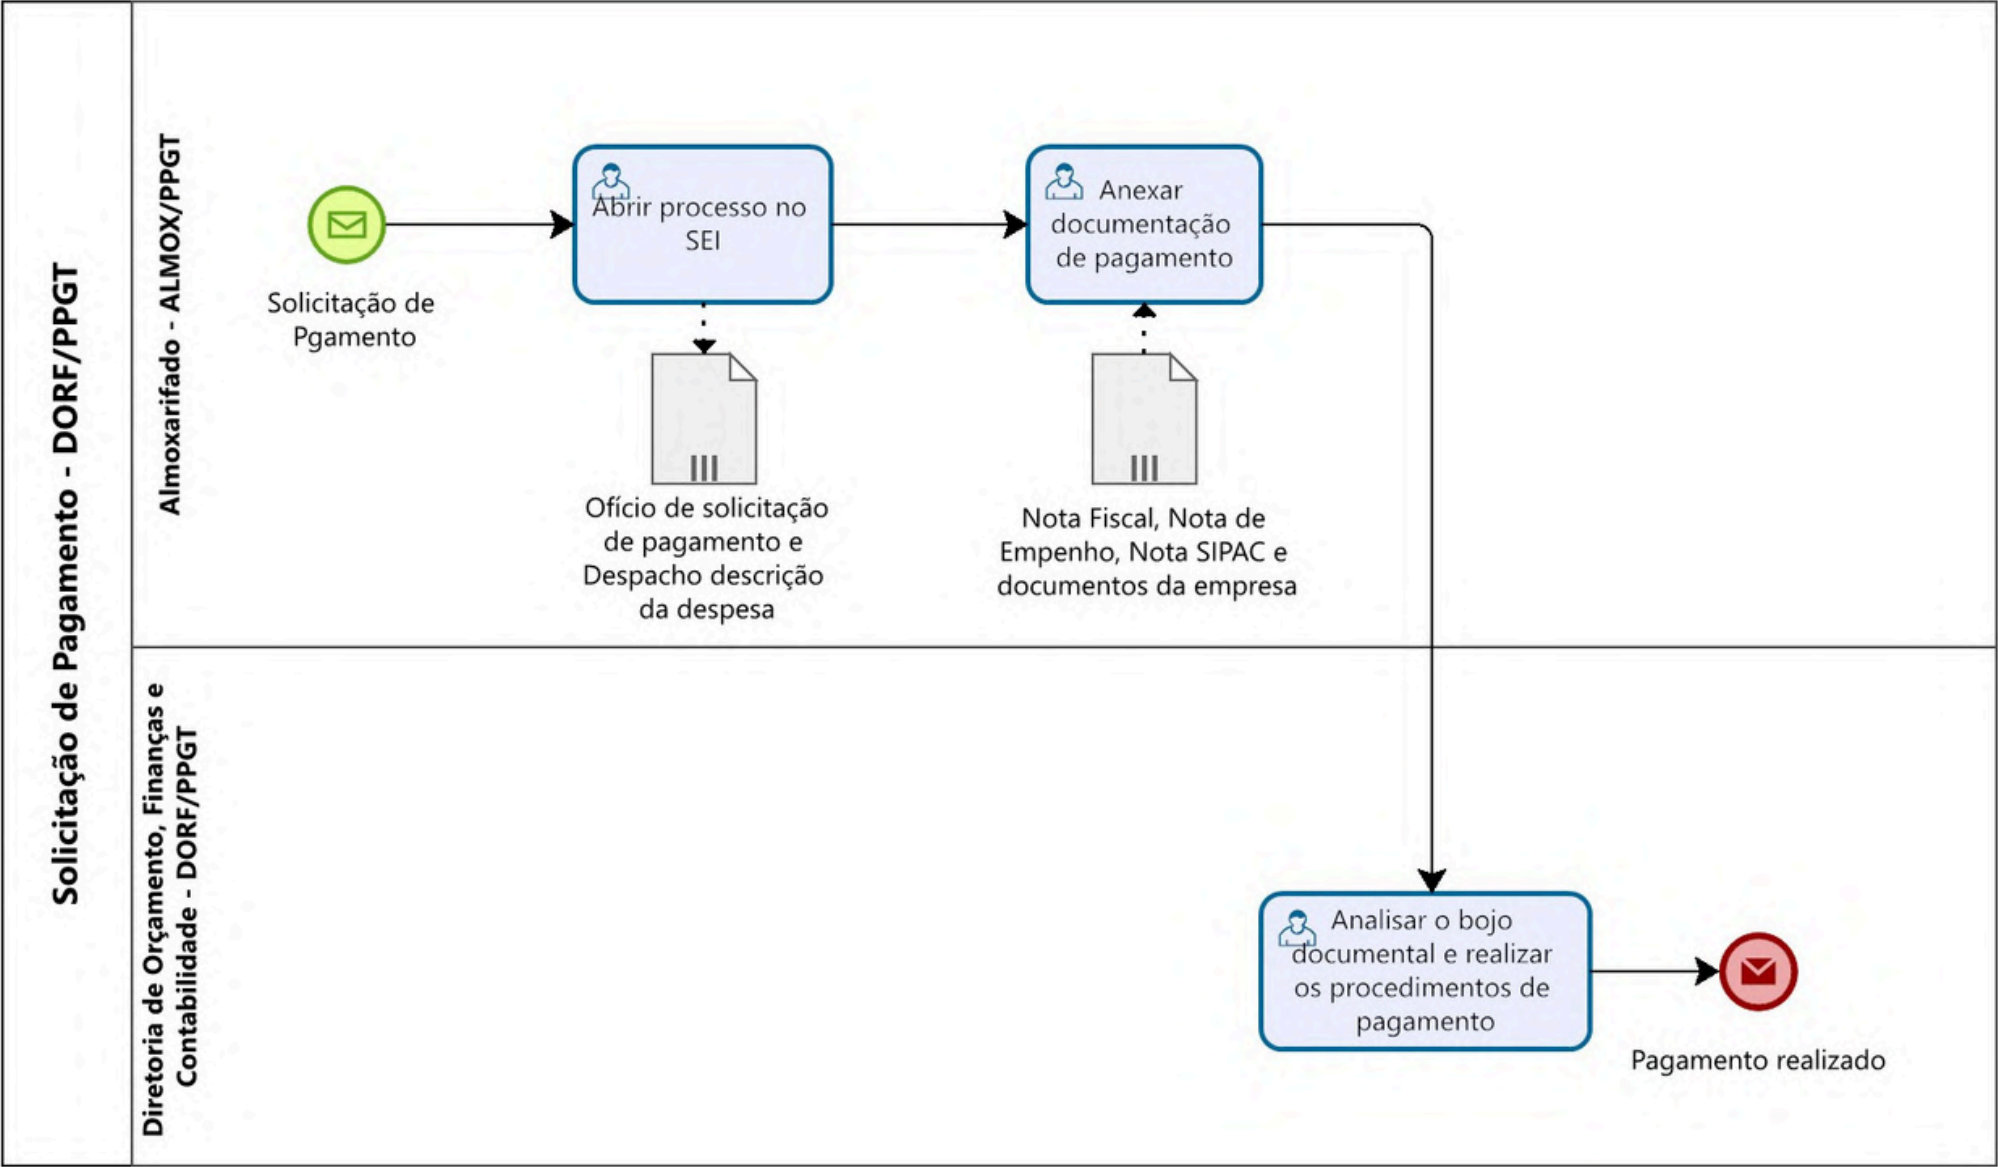 Solicitação de Pagamento - DORF/PPGT
Almoxarifado - ALMOX/PPGT
Solicitação de
Pgamento
Abrir processo no
SEI
Ofício de solicitação
de pagamento e
Despacho descrição
da despesa
Anexar
documentação
de pagamento
Nota Fiscal, Nota de
Empenho, Nota SIPAC e
documentos da empresa
Diretoria de Orçamento, Finanças e
Contabilidade - DORF/PPGT
Analisar o bojo
documental e realizar
os procedimentos de
pagamento
Pagamento realizado